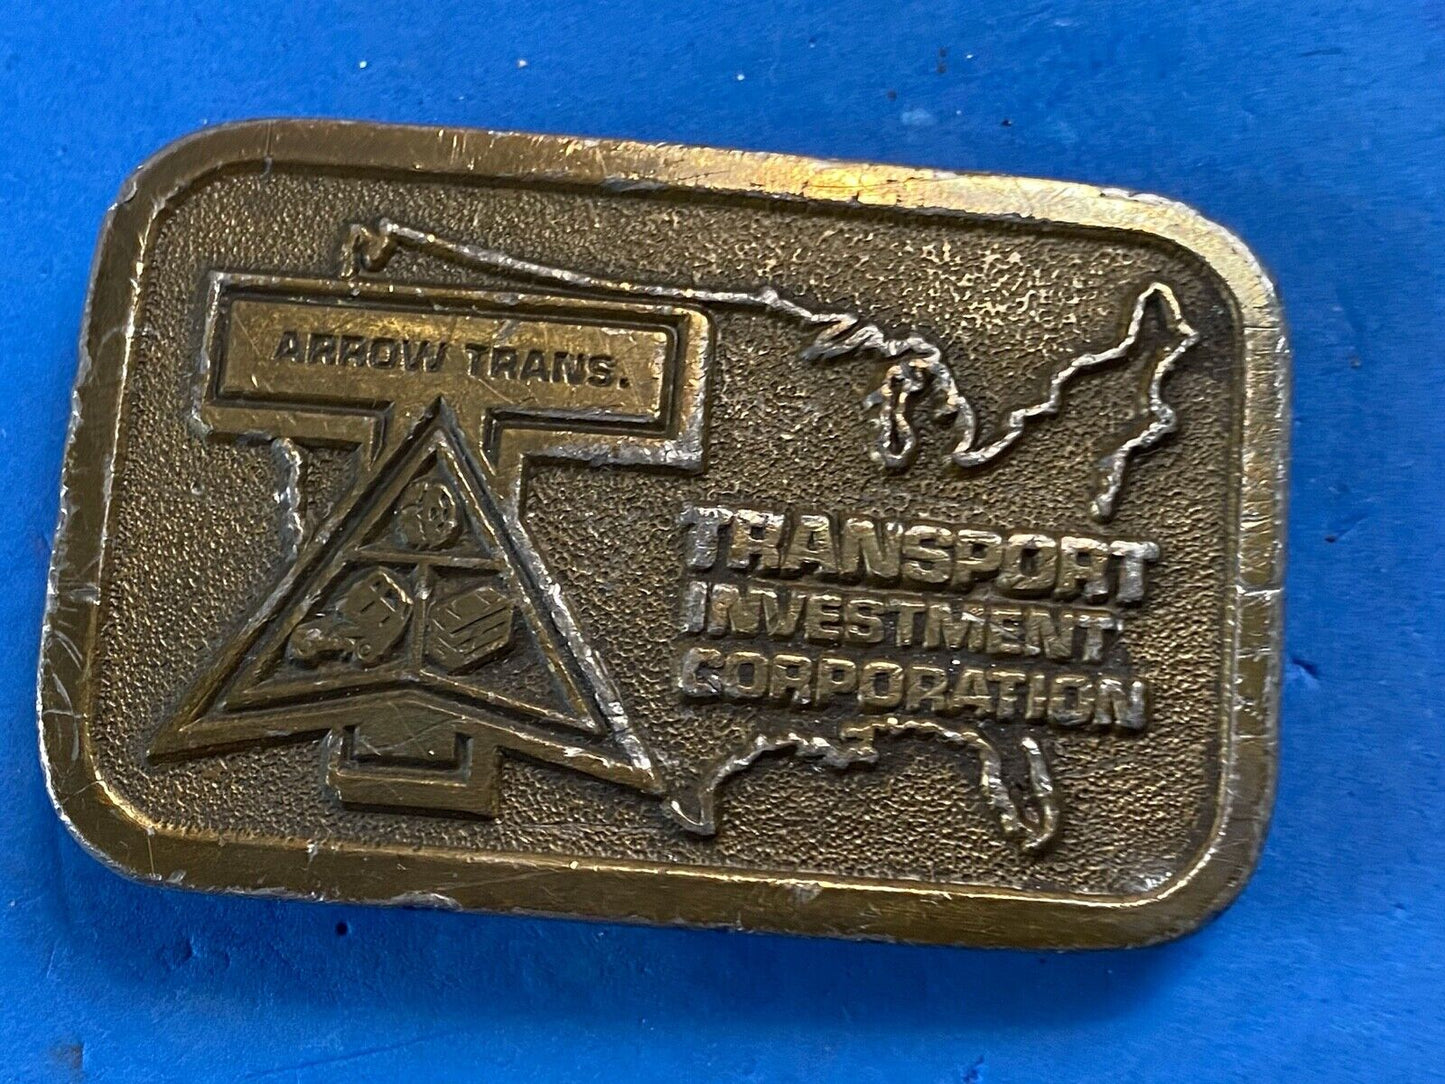 ARROW TRANS.
TRANSPORT
INVESTMENT
CORPORATION